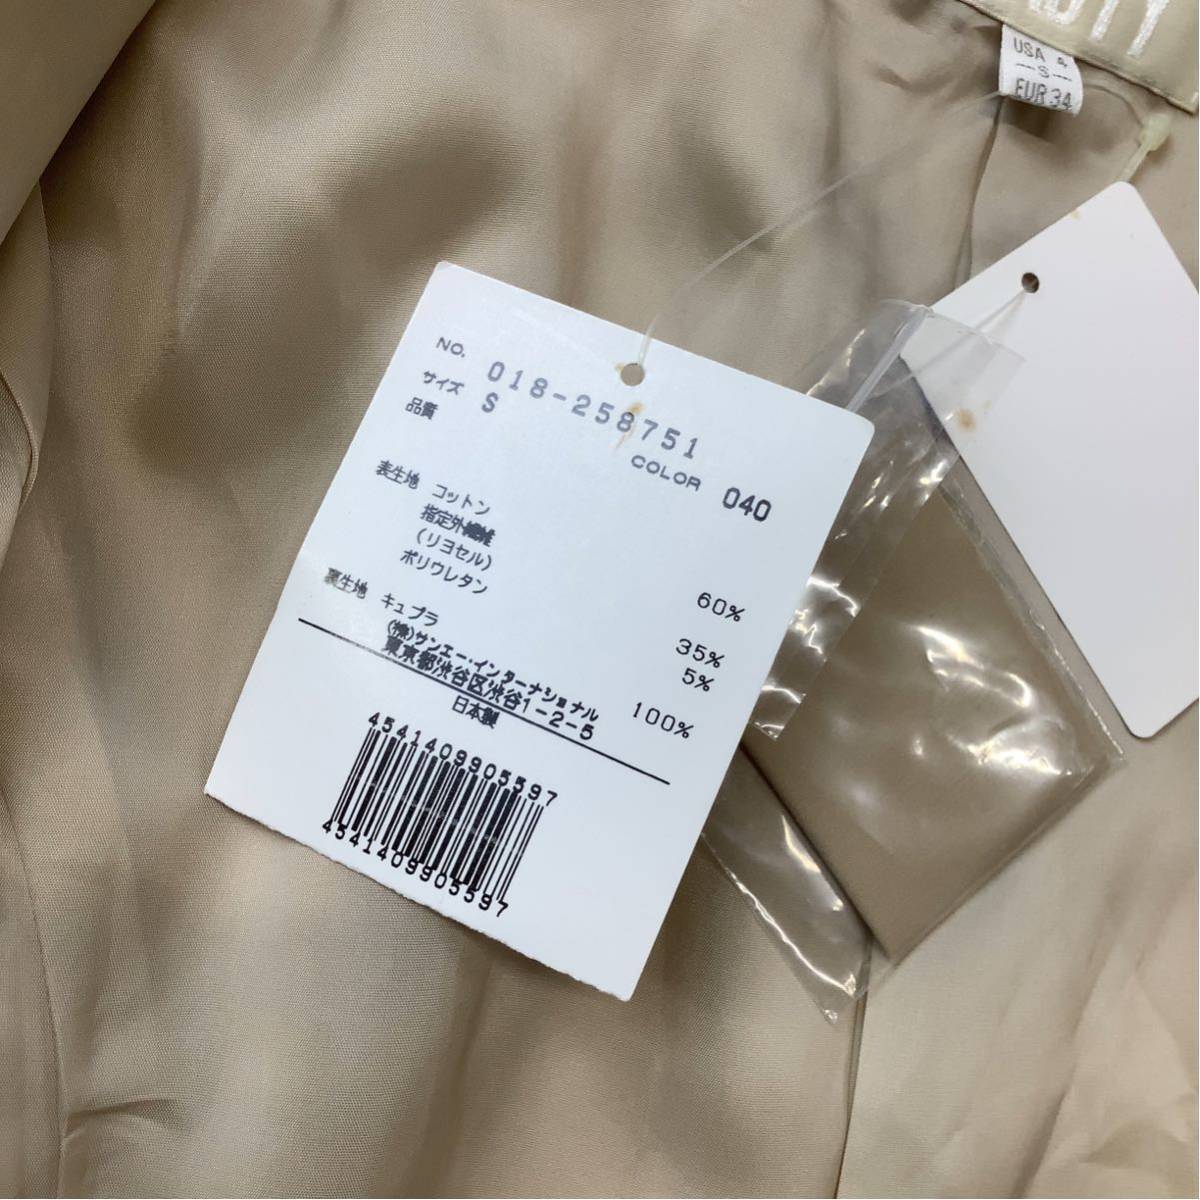 USA 4
—S—
EUR 34
NO. 018-258751
サイズ S
COLOR 040
品質
表生地 コットン 60%
指定外繊維
(リヨセル) 35%
ポリウレタン 5%
裏生地 キュプラ 100%
(株)サンエー・インターナショナル
東京都渋谷区渋谷1-2-5
日本製
4541409905597
4541409905597